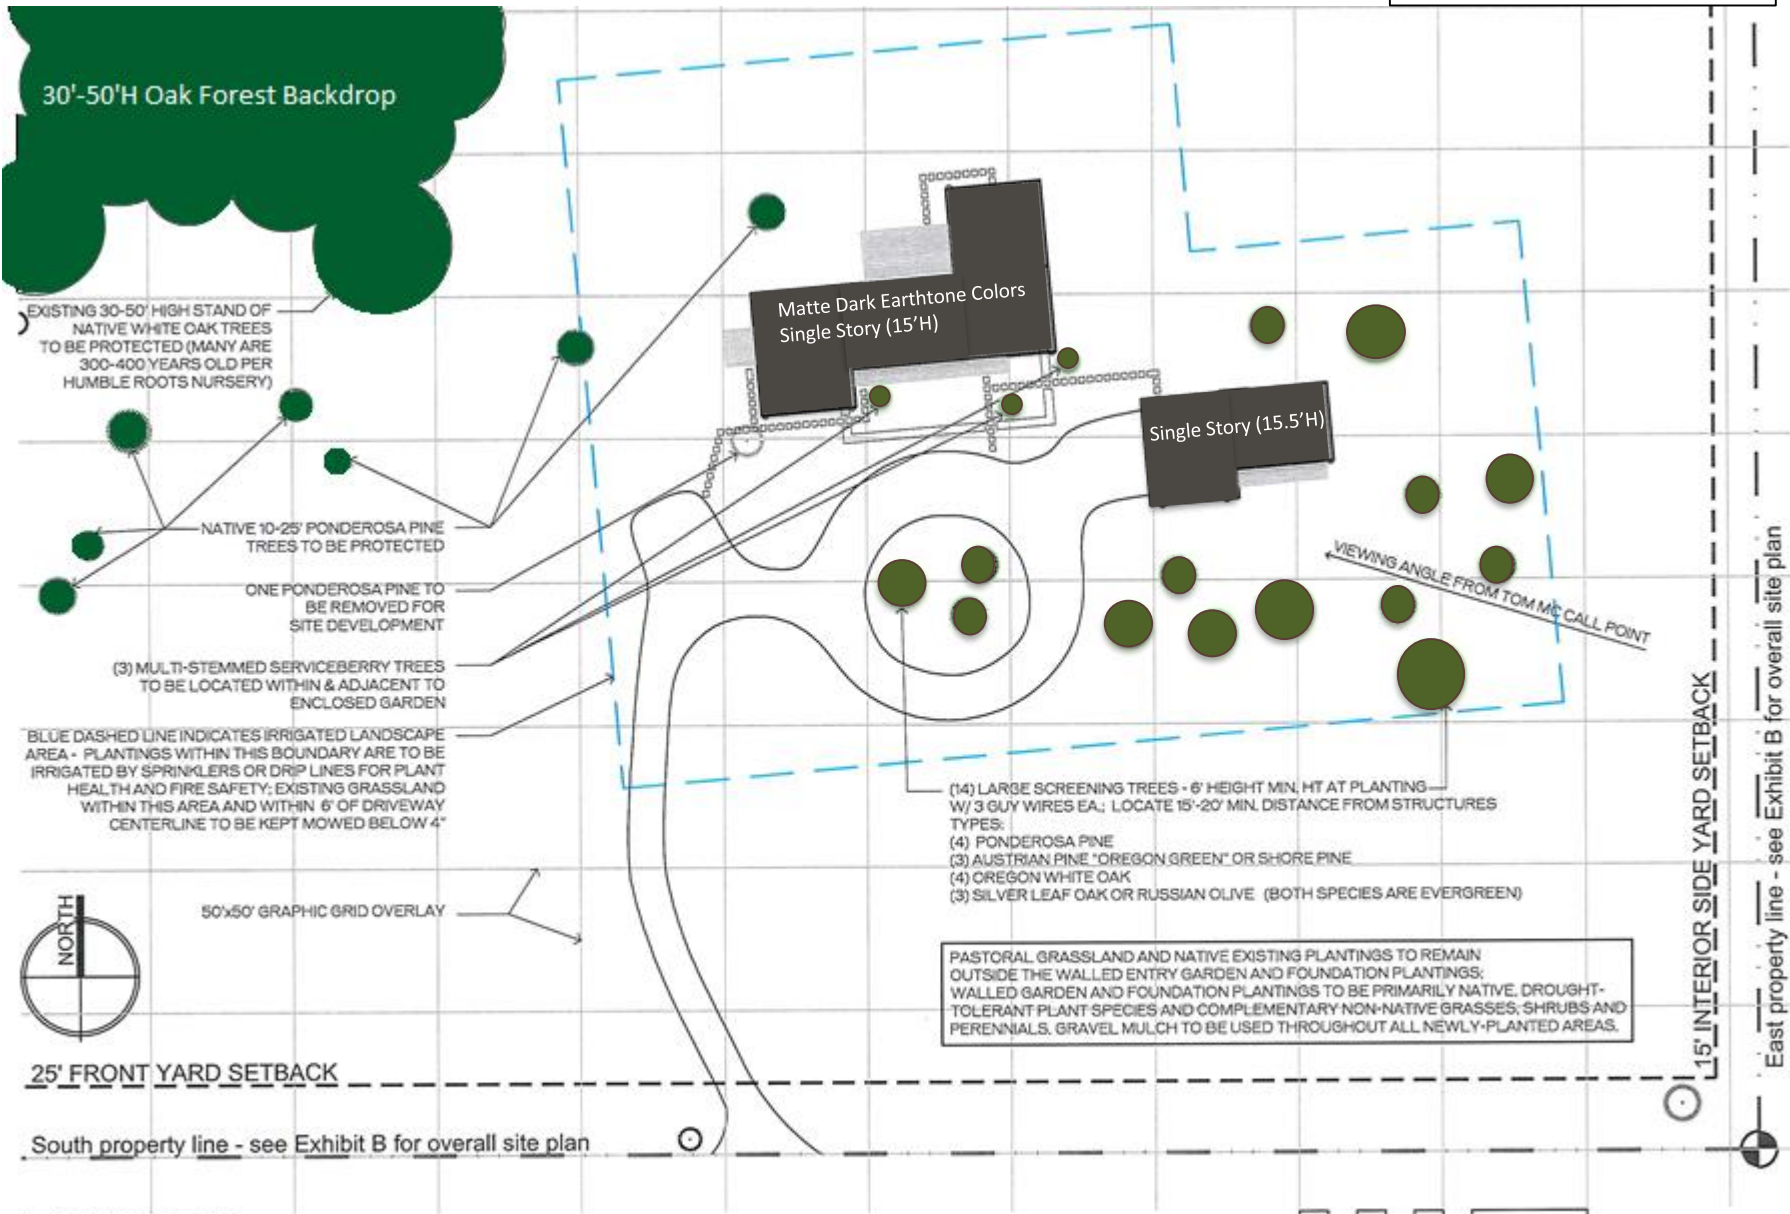 30'-50'H Oak Forest Backdrop
EXISTING 30-50' HIGH STAND OF
NATIVE WHITE OAK TREES
TO BE PROTECTED (MANY ARE
300-400 YEARS OLD PER
HUMBLE ROOTS NURSERY)
Matte Dark Earthtone Colors
Single Story (15'H)
Single Story (15.5'H)
NATIVE 10-25' PONDEROSA PINE
TREES TO BE PROTECTED
ONE PONDEROSA PINE TO
BE REMOVED FOR
SITE DEVELOPMENT
(3) MULTI-STEMMED SERVICEBERRY TREES
TO BE LOCATED WITHIN & ADJACENT TO
ENCLOSED GARDEN
BLUE DASHED LINE INDICATES IRRIGATED LANDSCAPE
AREA - PLANTINGS WITHIN THIS BOUNDARY ARE TO BE
IRRIGATED BY SPRINKLERS OR DRIP LINES FOR PLANT
HEALTH AND FIRE SAFETY; EXISTING GRASSLAND
WITHIN THIS AREA AND WITHIN 6' OF DRIVEWAY
CENTERLINE TO BE KEPT MOWED BELOW 4"
VIEWING ANGLE FROM TOM MC CALL POINT
(14) LARGE SCREENING TREES - 6' HEIGHT MIN. HT AT PLANTING
W/ 3 GUY WIRES EA.; LOCATE 15'-20' MIN. DISTANCE FROM STRUCTURES
TYPES:
(4) PONDEROSA PINE
(3) AUSTRIAN PINE "OREGON GREEN" OR SHORE PINE
(4) OREGON WHITE OAK
(3) SILVER LEAF OAK OR RUSSIAN OLIVE (BOTH SPECIES ARE EVERGREEN)
50'x50' GRAPHIC GRID OVERLAY
NORTH
PASTORAL GRASSLAND AND NATIVE EXISTING PLANTINGS TO REMAIN
OUTSIDE THE WALLED ENTRY GARDEN AND FOUNDATION PLANTINGS;
WALLED GARDEN AND FOUNDATION PLANTINGS TO BE PRIMARILY NATIVE, DROUGHT-
TOLERANT PLANT SPECIES AND COMPLEMENTARY NON-NATIVE GRASSES, SHRUBS AND
PERENNIALS. GRAVEL MULCH TO BE USED THROUGHOUT ALL NEWLY-PLANTED AREAS.
25' FRONT YARD SETBACK
South property line - see Exhibit B for overall site plan
15' INTERIOR SIDE YARD SETBACK
East property line - see Exhibit B for overall site plan